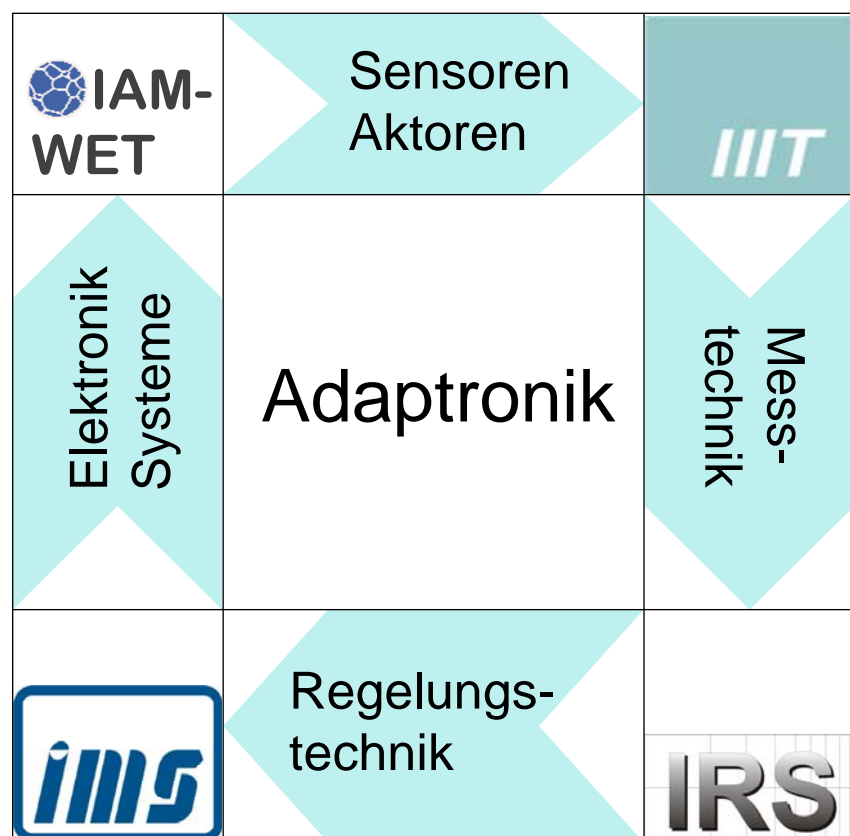 IAM-
WET
Sensoren
Aktoren
IIIT
Elektronik
Systeme
Adaptronik
Mess-
technik
ims
Regelungs-
technik
IRS